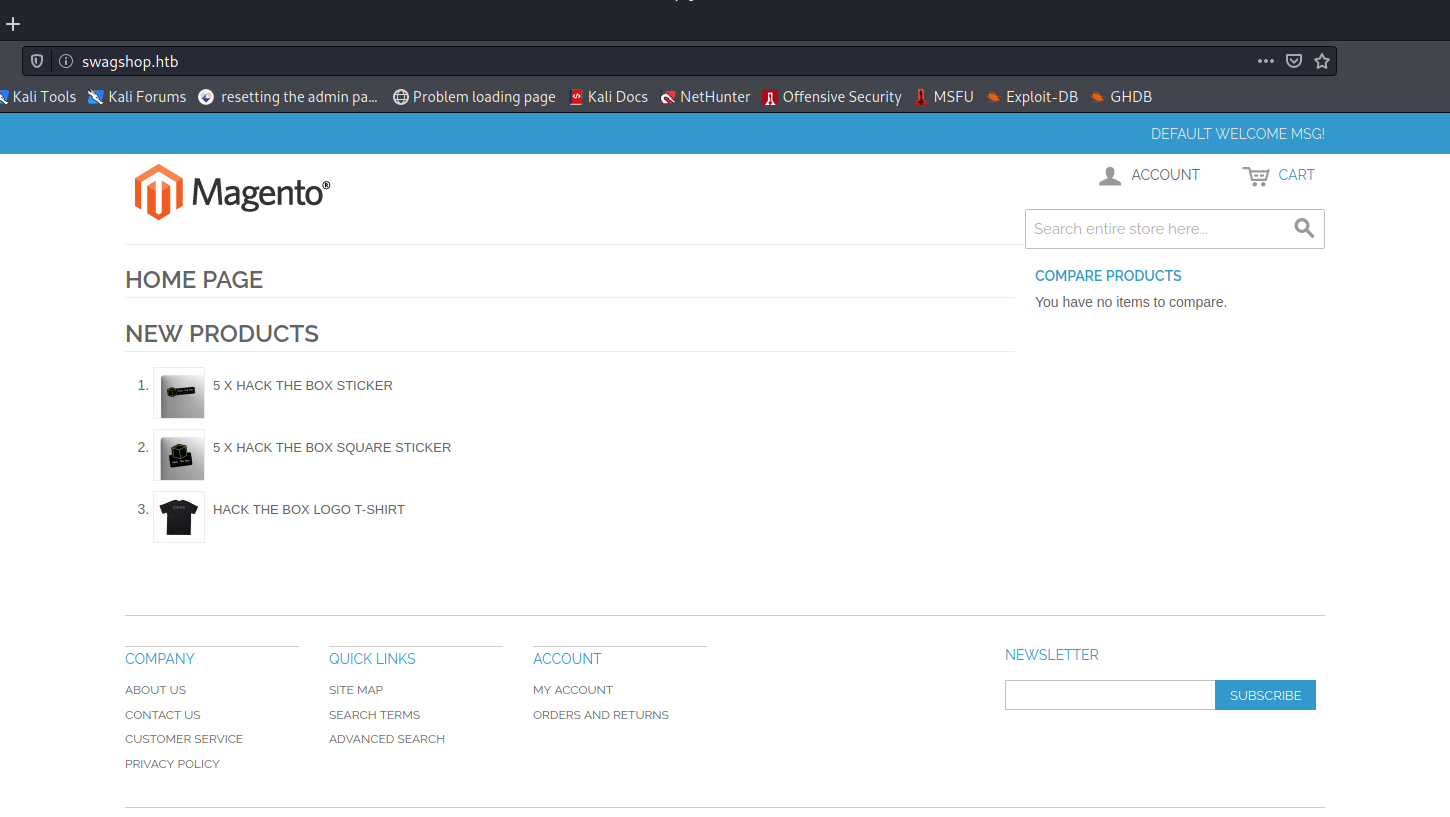 swagshop.htb
Kali Tools Kali Forums resetting the admin pa... Problem loading page Kali Docs NetHunter Offensive Security MSFU Exploit-DB GHDB
DEFAULT WELCOME MSG!
Magento®
ACCOUNT CART
Search entire store here...
HOME PAGE
COMPARE PRODUCTS
You have no items to compare.
NEW PRODUCTS
1. 5 X HACK THE BOX STICKER
2. 5 X HACK THE BOX SQUARE STICKER
3. HACK THE BOX LOGO T-SHIRT
COMPANY
ABOUT US
CONTACT US
CUSTOMER SERVICE
PRIVACY POLICY
QUICK LINKS
SITE MAP
SEARCH TERMS
ADVANCED SEARCH
ACCOUNT
MY ACCOUNT
ORDERS AND RETURNS
NEWSLETTER
SUBSCRIBE